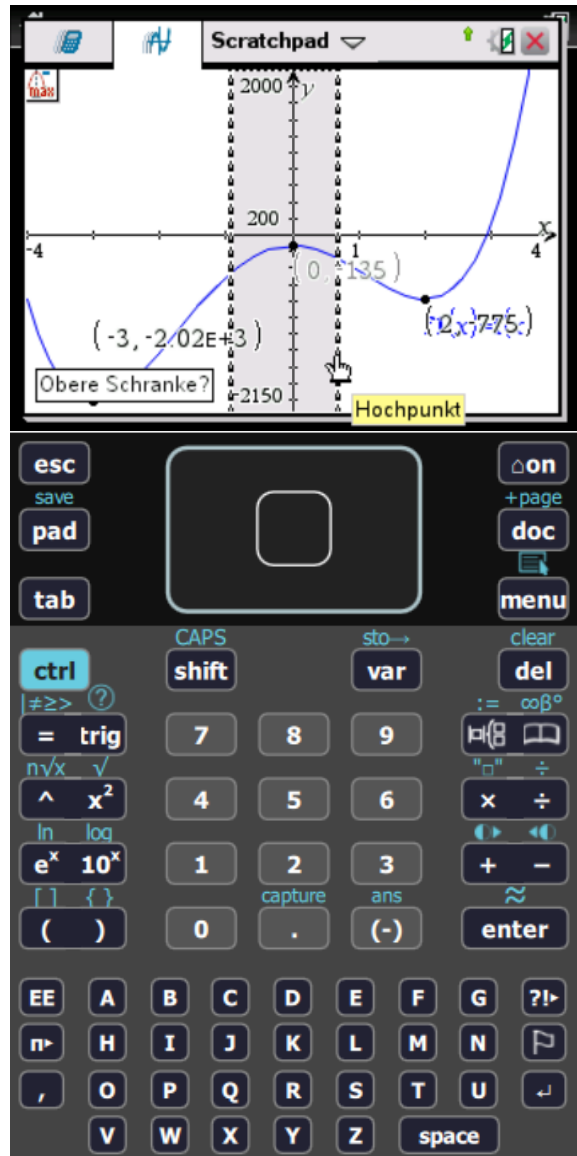 Scratchpad
max
2000 y
200
x
-4 1 4
( 0, -135 )
( 2, -775. )
( -3, -2.02E+3 )
Obere Schranke?
-2150
Hochpunkt
esc on
save +page
pad doc
tab menu
CAPS sto→ clear
ctrl shift var del
|≠≥> ? := ∞β°
= trig 7 8 9
n√x √ "▫" ÷
^ x² 4 5 6 × ÷
ln log
eˣ 10ˣ 1 2 3 + −
[ ] { } capture ans ≈
( ) 0 . (-) enter
EE A B C D E F G ?!▸
π▸ H I J K L M N
, O P Q R S T U ↵
V W X Y Z space